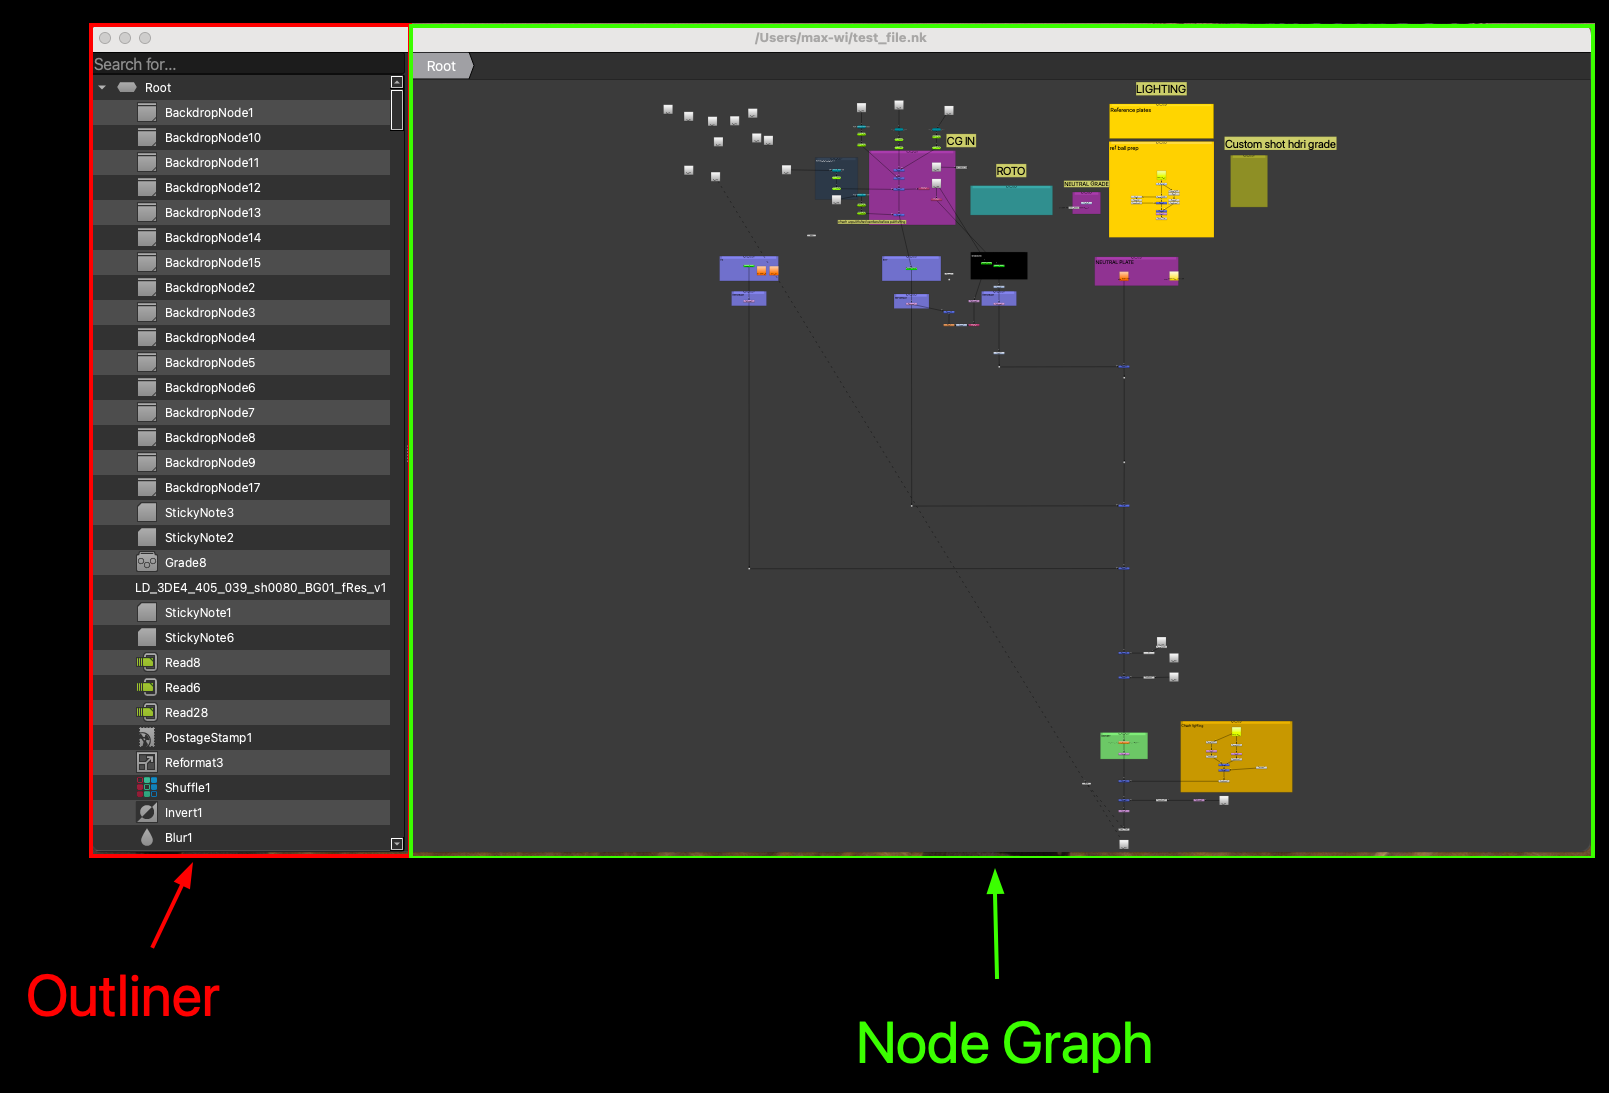 /Users/max-wi/test_file.nk
Search for...
Root
Root
BackdropNode1
BackdropNode10
BackdropNode11
BackdropNode12
BackdropNode13
BackdropNode14
BackdropNode15
BackdropNode2
BackdropNode3
BackdropNode4
BackdropNode5
BackdropNode6
BackdropNode7
BackdropNode8
BackdropNode9
BackdropNode17
StickyNote3
StickyNote2
Grade8
LD_3DE4_405_039_sh0080_BG01_fRes_v1
StickyNote1
StickyNote6
Read8
Read6
Read28
PostageStamp1
Reformat3
Shuffle1
Invert1
Blur1
LIGHTING
Reference plates
CG IN
ref ball prep
Custom shot hdri grade
ROTO
NEUTRAL GRADE
NEUTRAL PLATE
Outliner
Node Graph